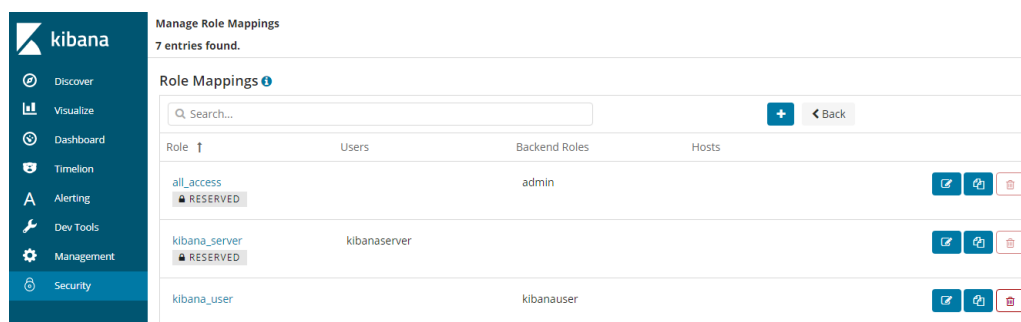 kibana
Discover
Visualize
Dashboard
Timelion
Alerting
Dev Tools
Management
Security
Manage Role Mappings
7 entries found.
Role Mappings
Search...
Back
Role Users Backend Roles Hosts
all_access admin
RESERVED
kibana_server kibanaserver
RESERVED
kibana_user kibanauser